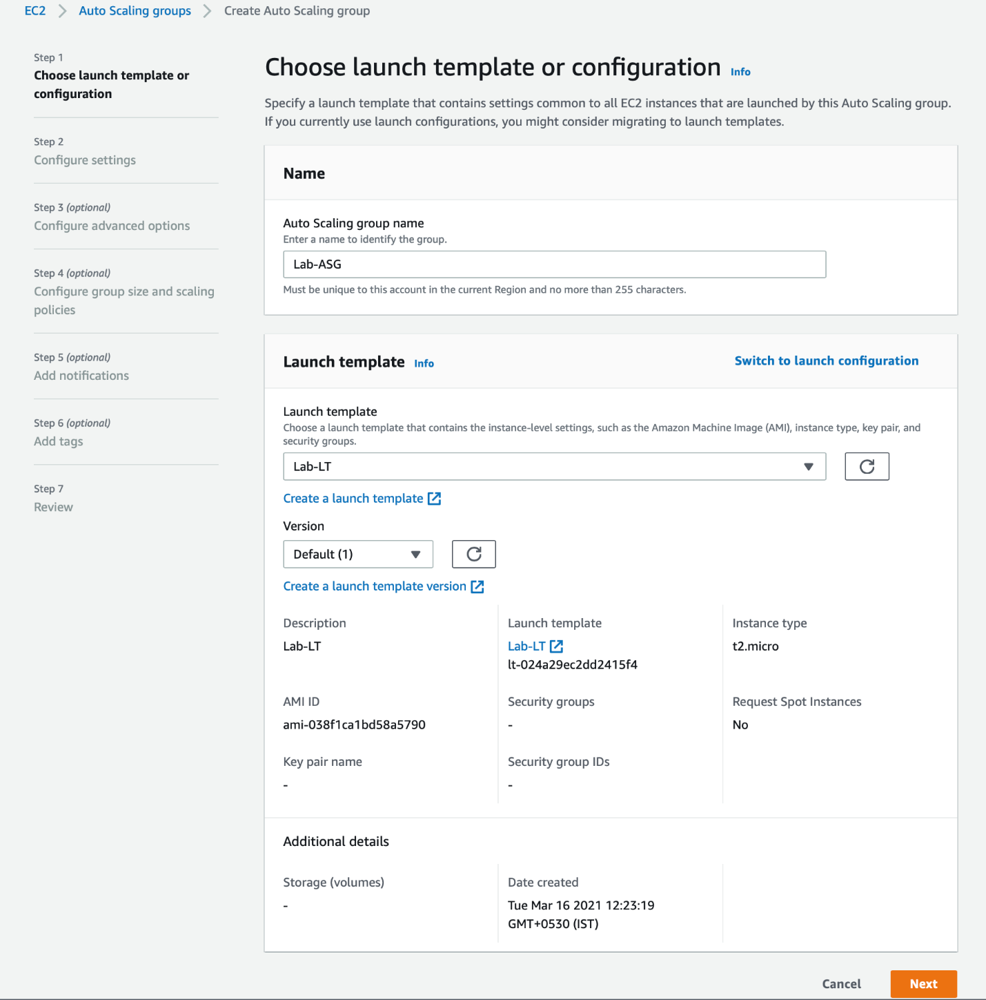 EC2 Auto Scaling groups Create Auto Scaling group
Step 1
Choose launch template or
configuration
Step 2
Configure settings
Step 3 (optional)
Configure advanced options
Step 4 (optional)
Configure group size and scaling
policies
Step 5 (optional)
Add notifications
Step 6 (optional)
Add tags
Step 7
Review
Choose launch template or configuration Info
Specify a launch template that contains settings common to all EC2 instances that are launched by this Auto Scaling group.
If you currently use launch configurations, you might consider migrating to launch templates.
Name
Auto Scaling group name
Enter a name to identify the group.
Lab-ASG
Must be unique to this account in the current Region and no more than 255 characters.
Launch template Info
Switch to launch configuration
Launch template
Choose a launch template that contains the instance-level settings, such as the Amazon Machine Image (AMI), instance type, key pair, and
security groups.
Lab-LT
Create a launch template
Version
Default (1)
Create a launch template version
Description
Lab-LT
Launch template
Lab-LT
lt-024a29ec2dd2415f4
Instance type
t2.micro
AMI ID
ami-038f1ca1bd58a5790
Security groups
-
Request Spot Instances
No
Key pair name
-
Security group IDs
-
Additional details
Storage (volumes)
-
Date created
Tue Mar 16 2021 12:23:19
GMT+0530 (IST)
Cancel
Next